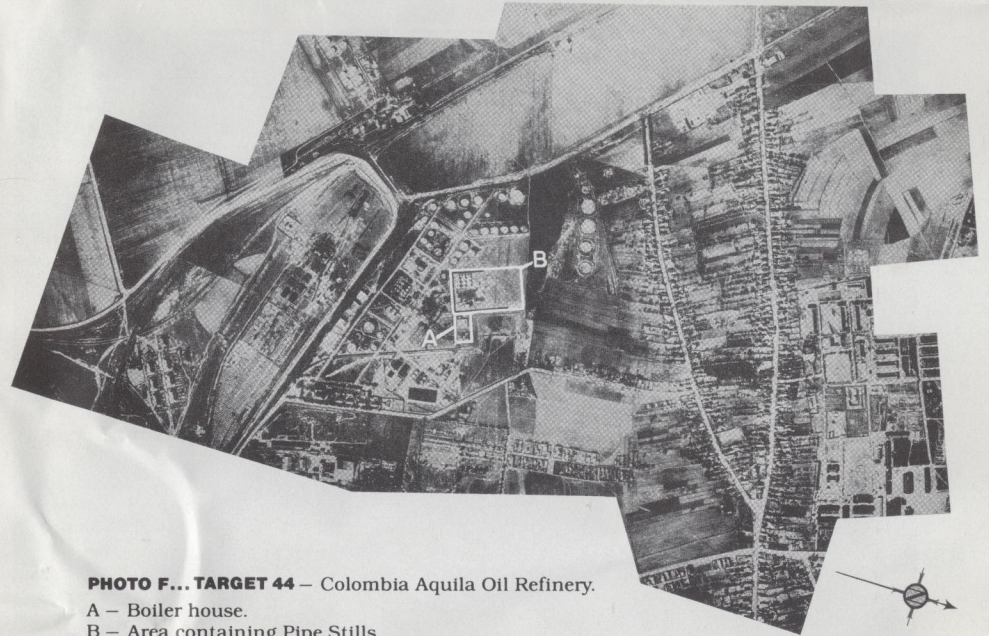 B
A
PHOTO F... TARGET 44 – Colombia Aquila Oil Refinery.
A – Boiler house.
B – Area containing Pipe Stills
N